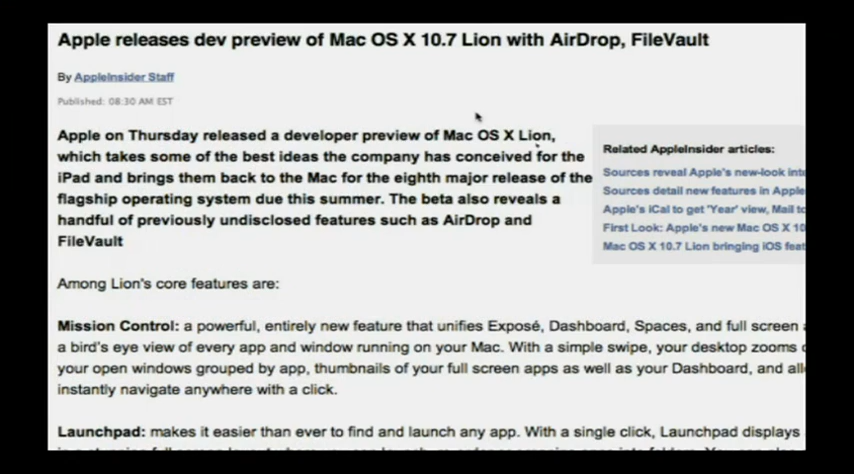 Apple releases dev preview of Mac OS X 10.7 Lion with AirDrop, FileVault
By AppleInsider Staff
Published: 08:30 AM EST
Apple on Thursday released a developer preview of Mac OS X Lion,
which takes some of the best ideas the company has conceived for the
iPad and brings them back to the Mac for the eighth major release of the
flagship operating system due this summer. The beta also reveals a
handful of previously undisclosed features such as AirDrop and
FileVault
Related AppleInsider articles:
Sources reveal Apple's new-look
Sources detail new features in Apple
Apple's iCal to get 'Year' view, Mail to
First Look: Apple's new Mac OS X 10
Mac OS X 10.7 Lion bringing iOS
Among Lion's core features are:
Mission Control: a powerful, entirely new feature that unifies Exposé, Dashboard, Spaces, and full screen
a bird's eye view of every app and window running on your Mac. With a simple swipe, your desktop zooms
your open windows grouped by app, thumbnails of your full screen apps as well as your Dashboard, and
instantly navigate anywhere with a click.
Launchpad: makes it easier than ever to find and launch any app. With a single click, Launchpad displays